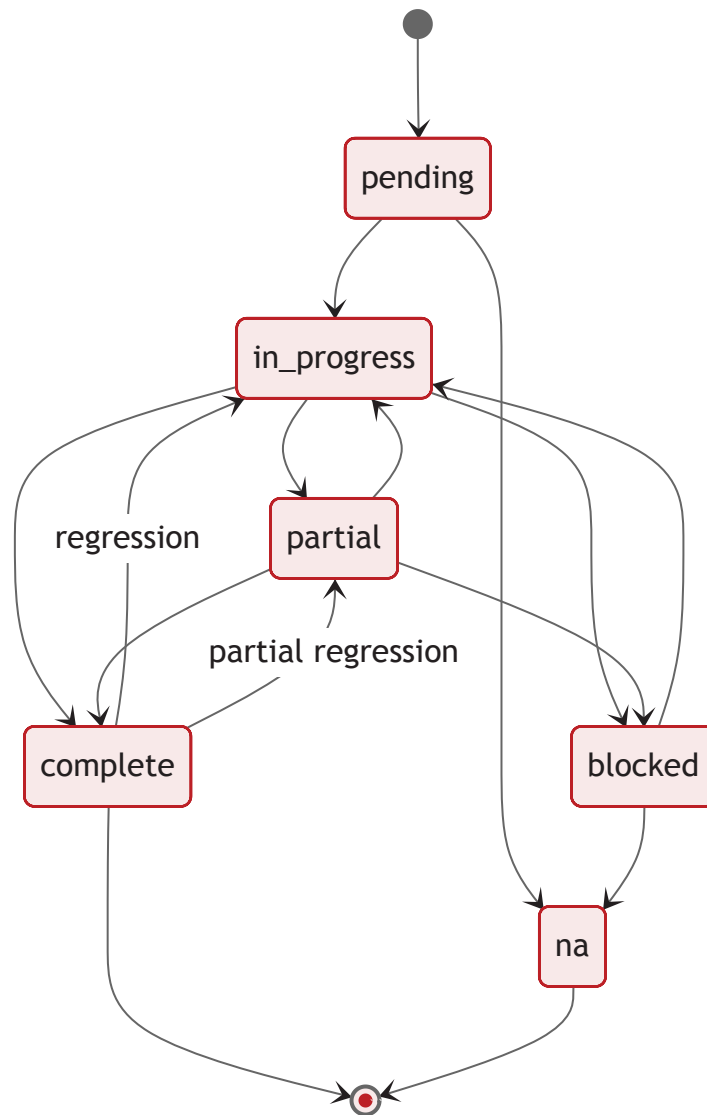 pending
in_progress
regression
partial
partial regression
complete
blocked
na